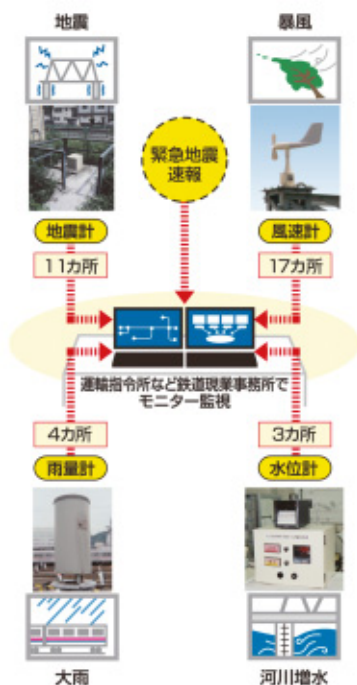 地震
暴風
緊急地震
速報
地震計
風速計
11カ所
17カ所
運輸指令所など鉄道現業事務所で
モニター監視
4カ所
3カ所
雨量計
水位計
大雨
河川増水